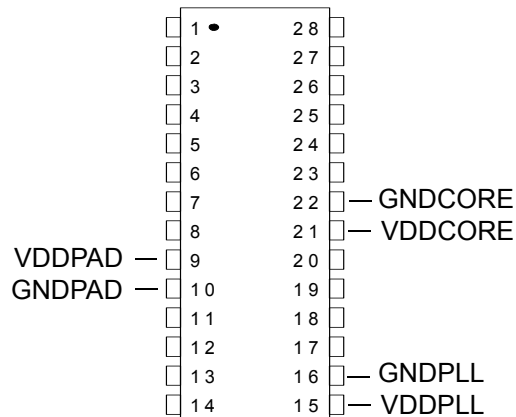 1 28
2 27
3 26
4 25
5 24
6 23
7 22 GNDCORE
8 21 VDDCORE
VDDPAD 9 20
GNDPAD 10 19
11 18
12 17
13 16 GNDPLL
14 15 VDDPLL